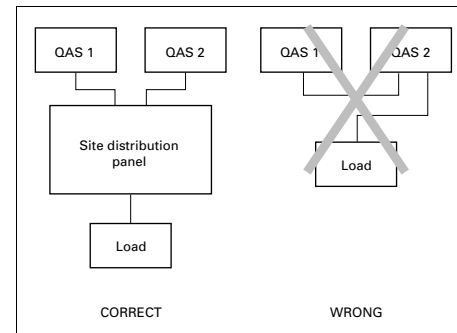 QAS 1
QAS 2
Site distribution
panel
Load
CORRECT
QAS 1
QAS 2
Load
WRONG